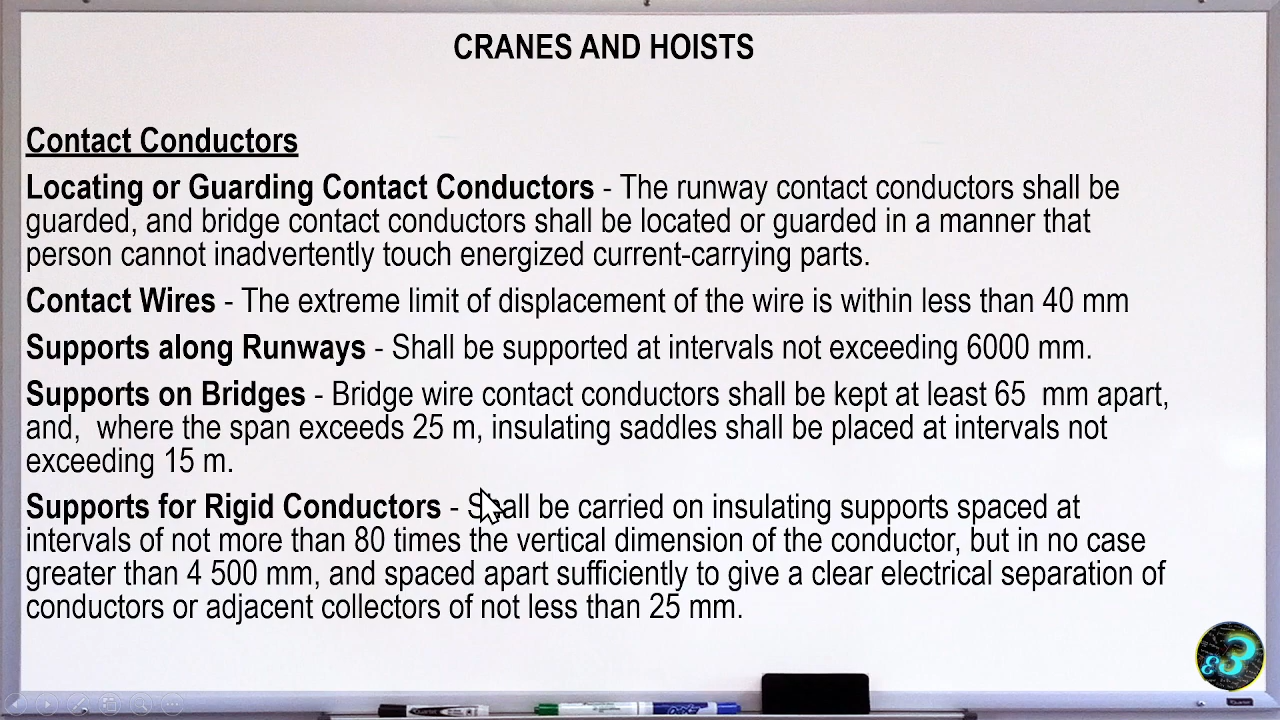 CRANES AND HOISTS
Contact Conductors
Locating or Guarding Contact Conductors - The runway contact conductors shall be
guarded, and bridge contact conductors shall be located or guarded in a manner that
person cannot inadvertently touch energized current-carrying parts.
Contact Wires - The extreme limit of displacement of the wire is within less than 40 mm
Supports along Runways - Shall be supported at intervals not exceeding 6000 mm.
Supports on Bridges - Bridge wire contact conductors shall be kept at least 65  mm apart,
and,  where the span exceeds 25 m, insulating saddles shall be placed at intervals not
exceeding 15 m.
Supports for Rigid Conductors - Shall be carried on insulating supports spaced at
intervals of not more than 80 times the vertical dimension of the conductor, but in no case
greater than 4 500 mm, and spaced apart sufficiently to give a clear electrical separation of
conductors or adjacent collectors of not less than 25 mm.
ε3